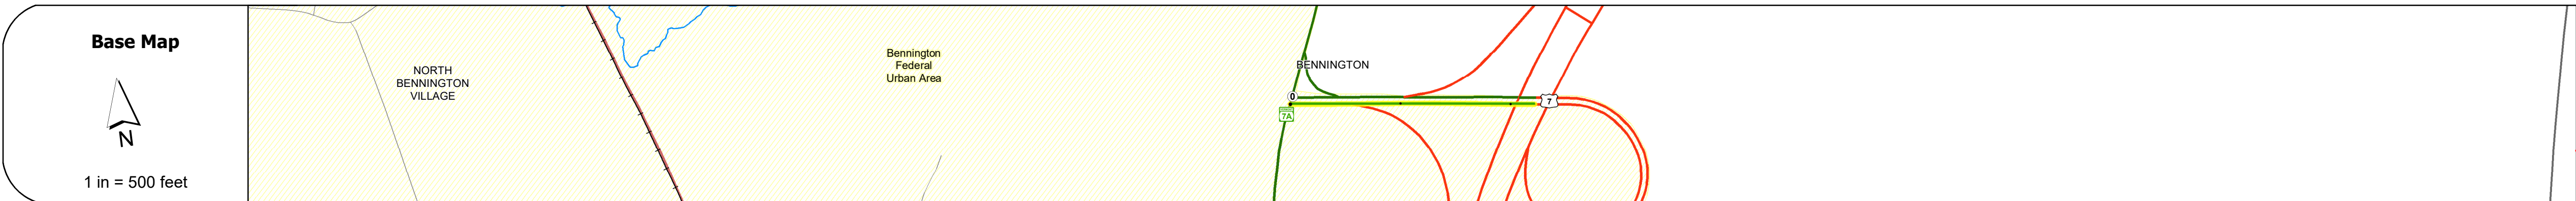 Base Map
N
1 in = 500 feet
NORTH
BENNINGTON
VILLAGE
Bennington
Federal
Urban Area
BENNINGTON
0
7A
7